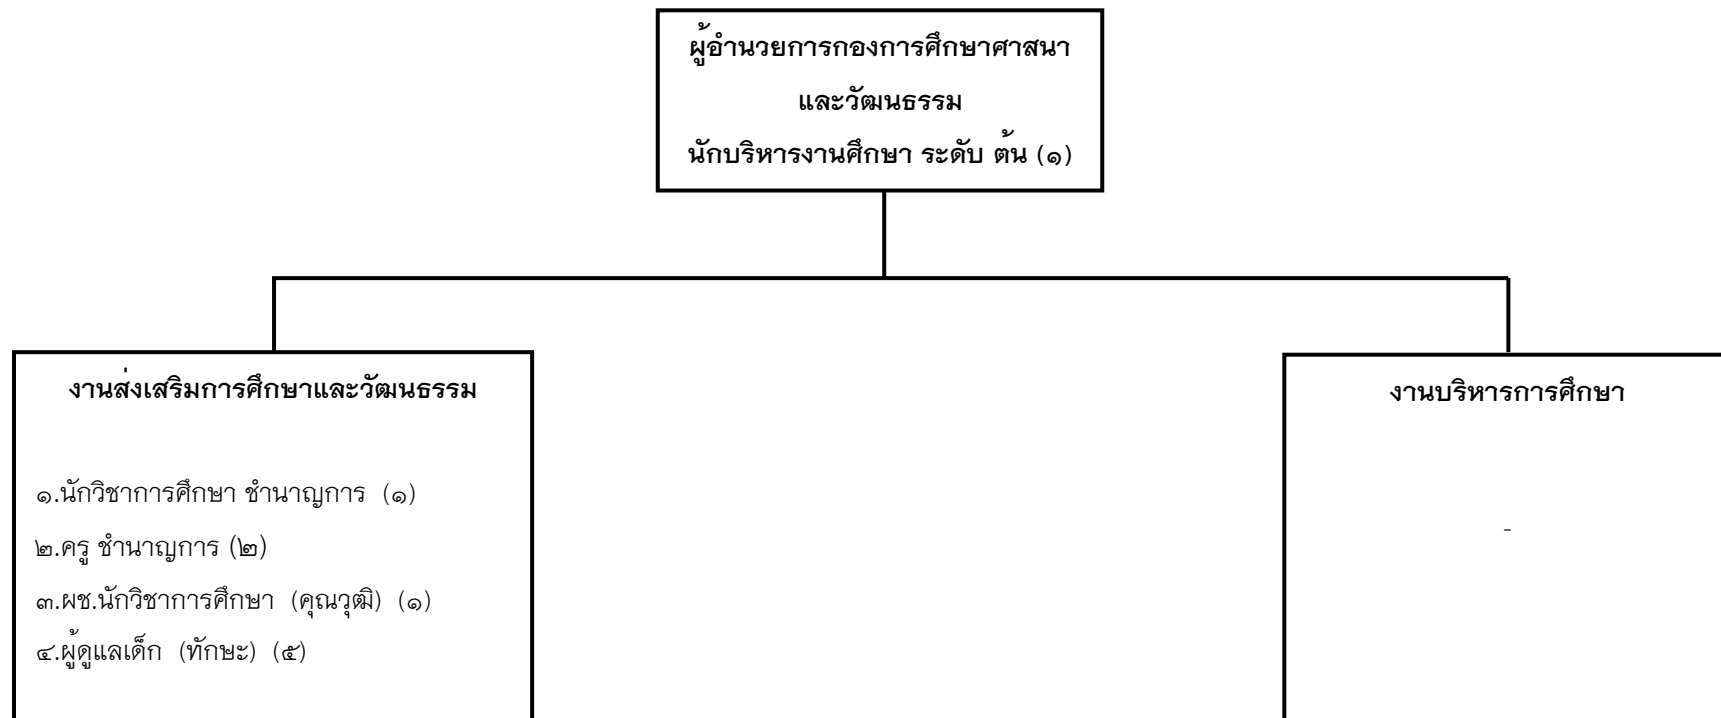 ผู้อำนวยการกองการศึกษาศาสนา
และวัฒนธรรม
นักบริหารงานศึกษา ระดับ ต้น (๑)
งานส่งเสริมการศึกษาและวัฒนธรรม
๑.นักวิชาการศึกษา ชำนาญการ (๑)
๒.ครู ชำนาญการ (๒)
๓.ผช.นักวิชาการศึกษา (คุณวุฒิ) (๑)
๔.ผู้ดูแลเด็ก (ทักษะ) (๕)
งานบริหารการศึกษา
-